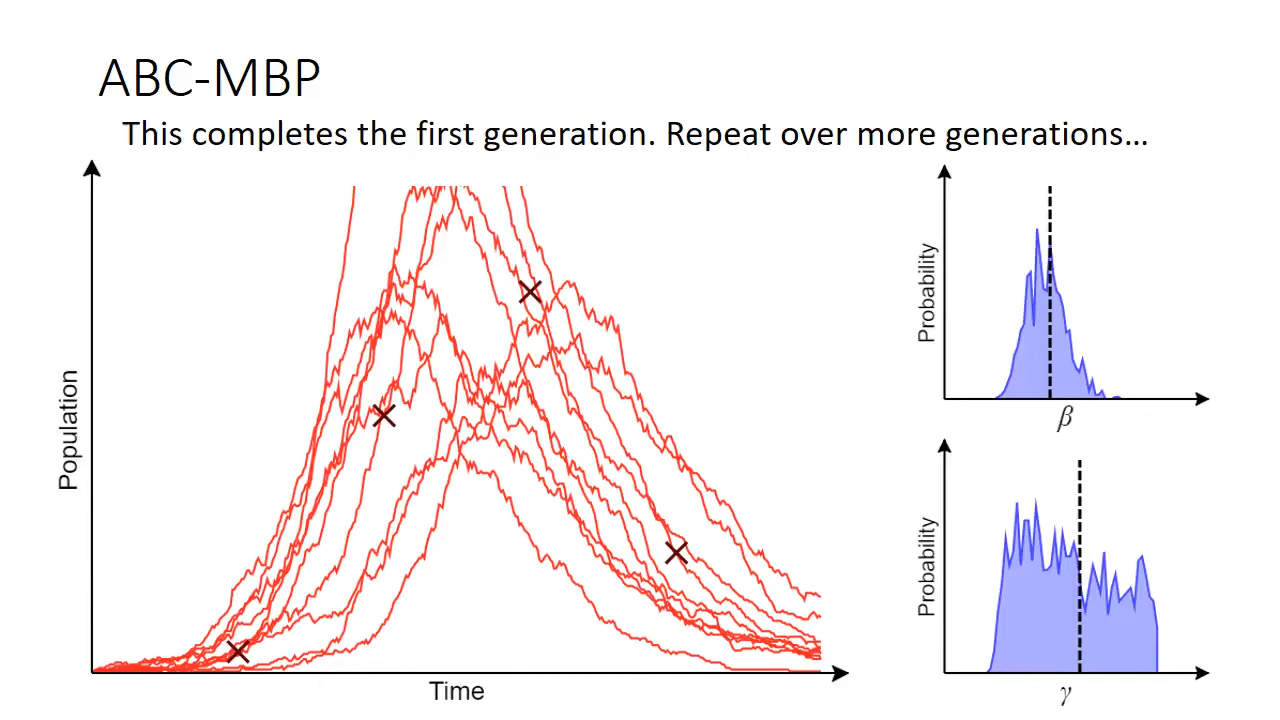 ABC-MBP
This completes the first generation. Repeat over more generations...
Population
Time
Probability
β
Probability
γ